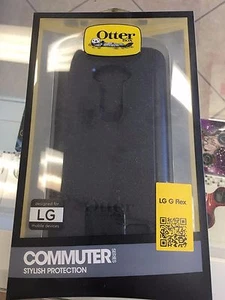 Otter
BOX
designed for
LG
mobile devices
LG G Flex
COMMUTER
SERIES
STYLISH PROTECTION